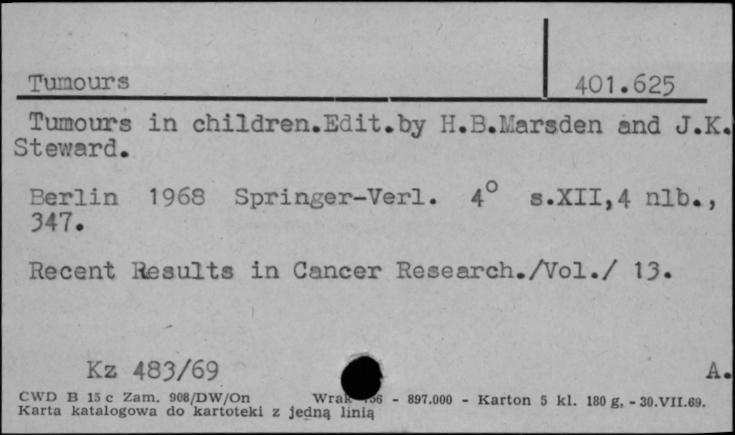 Tumours 401.625
Tumours in children.Edit.by H.B.Marsden and J.K.
Steward.
Berlin 1968 Springer-Verl. 4° s.XII,4 nlb.,
347.
Recent Results in Cancer Research./Vol./ 13.
Kz 483/69 A.
CWD B 15 c Zam. 908/DW/On - 897.000 - Karton 5 kl. 180 g, - 30.VII.69.
Karta katalogowa do kartoteki z jedną linią